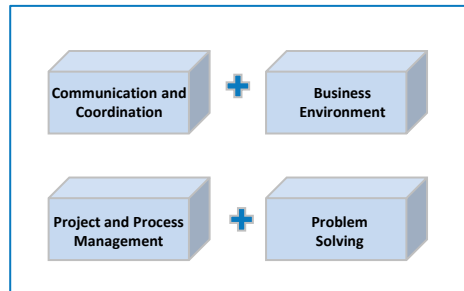 Communication and
Coordination
Business
Environment
Project and Process
Management
Problem
Solving